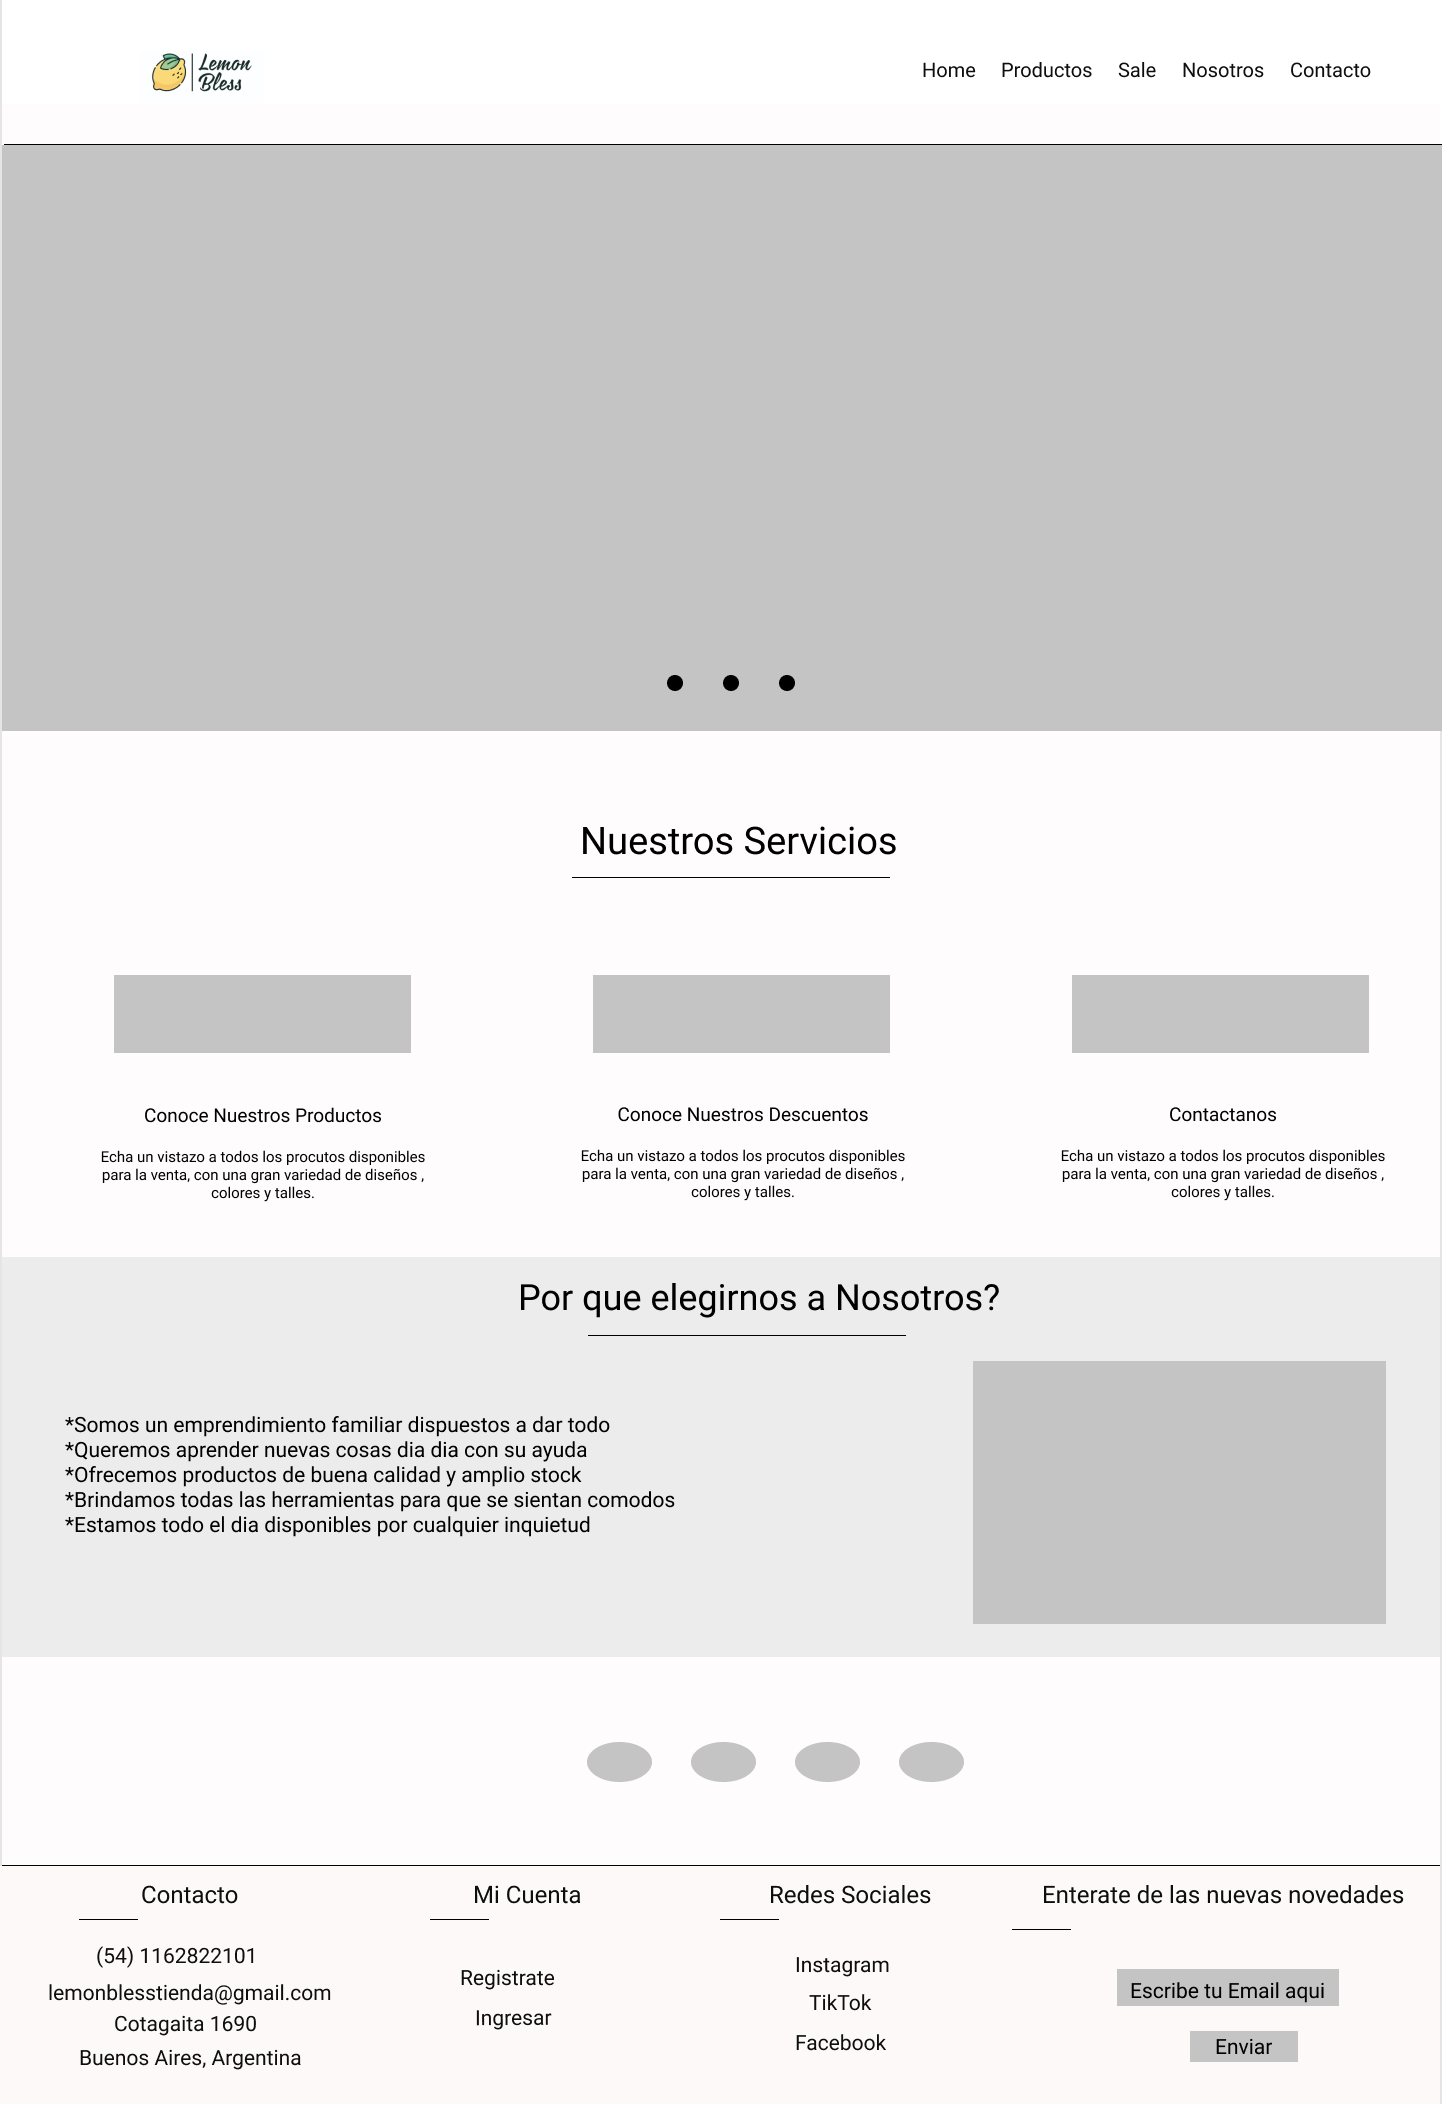 Lemon
Bless
Home Productos Sale Nosotros Contacto
Nuestros Servicios
Conoce Nuestros Productos
Echa un vistazo a todos los procutos disponibles
para la venta, con una gran variedad de diseños ,
colores y talles.
Conoce Nuestros Descuentos
Echa un vistazo a todos los procutos disponibles
para la venta, con una gran variedad de diseños ,
colores y talles.
Contactanos
Echa un vistazo a todos los procutos disponibles
para la venta, con una gran variedad de diseños ,
colores y talles.
Por que elegirnos a Nosotros?
*Somos un emprendimiento familiar dispuestos a dar todo
*Queremos aprender nuevas cosas dia dia con su ayuda
*Ofrecemos productos de buena calidad y amplio stock
*Brindamos todas las herramientas para que se sientan comodos
*Estamos todo el dia disponibles por cualquier inquietud
Contacto
(54) 1162822101
lemonblesstienda@gmail.com
Cotagaita 1690
Buenos Aires, Argentina
Mi Cuenta
Registrate
Ingresar
Redes Sociales
Instagram
TikTok
Facebook
Enterate de las nuevas novedades
Escribe tu Email aqui
Enviar